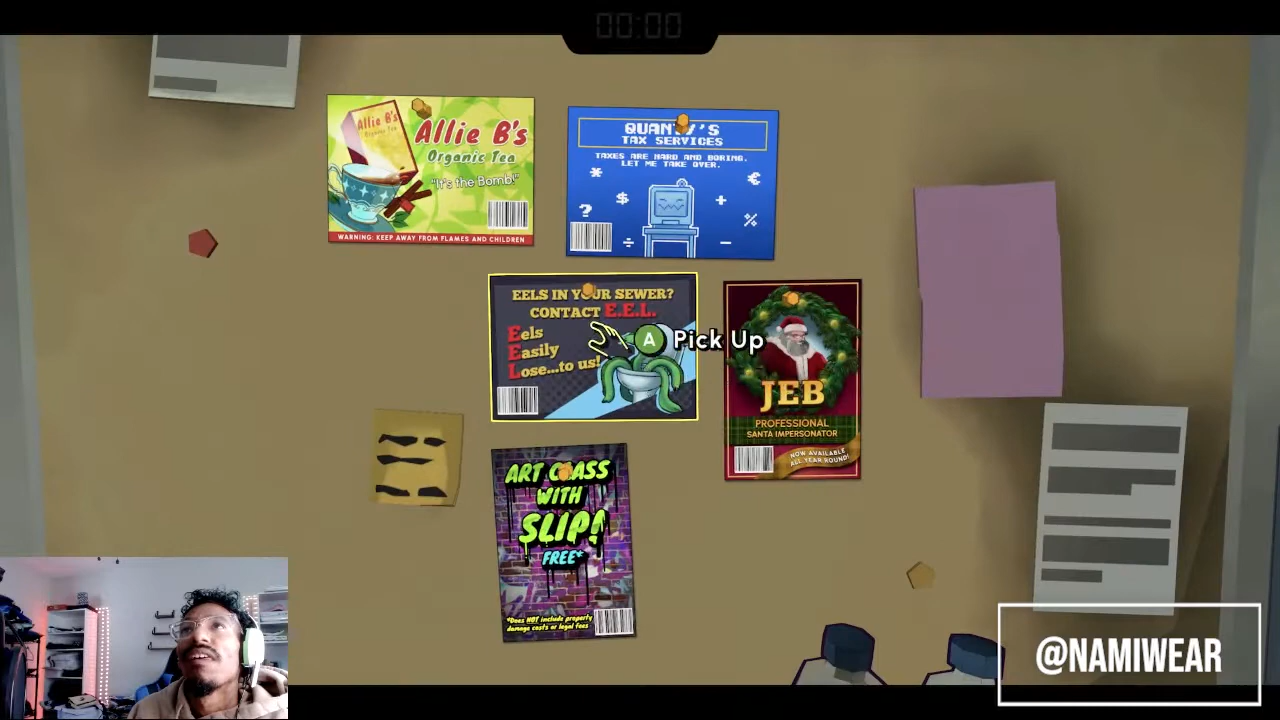 00:00
Allie B's
Organic Tea
Allie B's
Organic Tea
"It's the Bomb!"
WARNING: KEEP AWAY FROM FLAMES AND CHILDREN
TAX SERVICES
TAXES ARE HARD AND BORING.
LET ME TAKE OVER.
* € $ + ? % ÷ −
EELS IN YOUR SEWER?
CONTACT E.E.L.
Eels
Easily
Lose...to us!
A Pick Up
JEB
PROFESSIONAL
SANTA IMPERSONATOR
NOW AVAILABLE
ALL YEAR ROUND!
ART CLASS
WITH
SLIP!
FREE*
*Does NOT include property
damage costs or legal fees
@NAMIWEAR